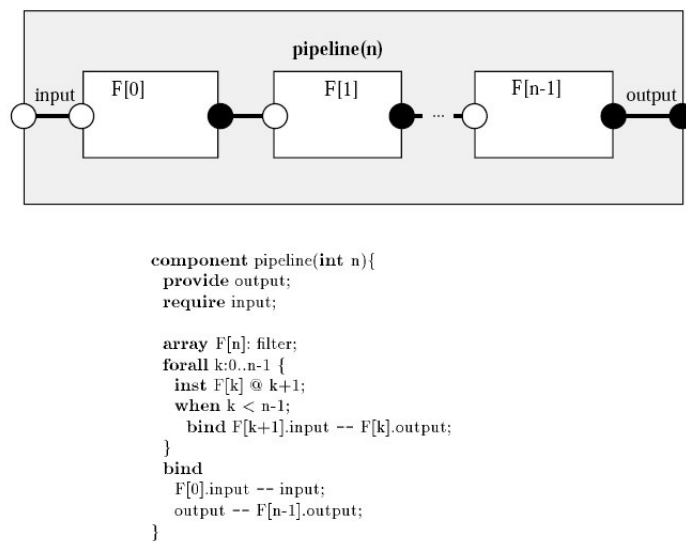 pipeline(n)
input F[0] F[1] ... F[n-1] output
component pipeline(int n){
provide output;
require input;
array F[n]: filter;
forall k:0..n-1 {
inst F[k] @ k+1;
when k < n-1;
bind F[k+1].input -- F[k].output;
}
bind
F[0].input -- input;
output -- F[n-1].output;
}